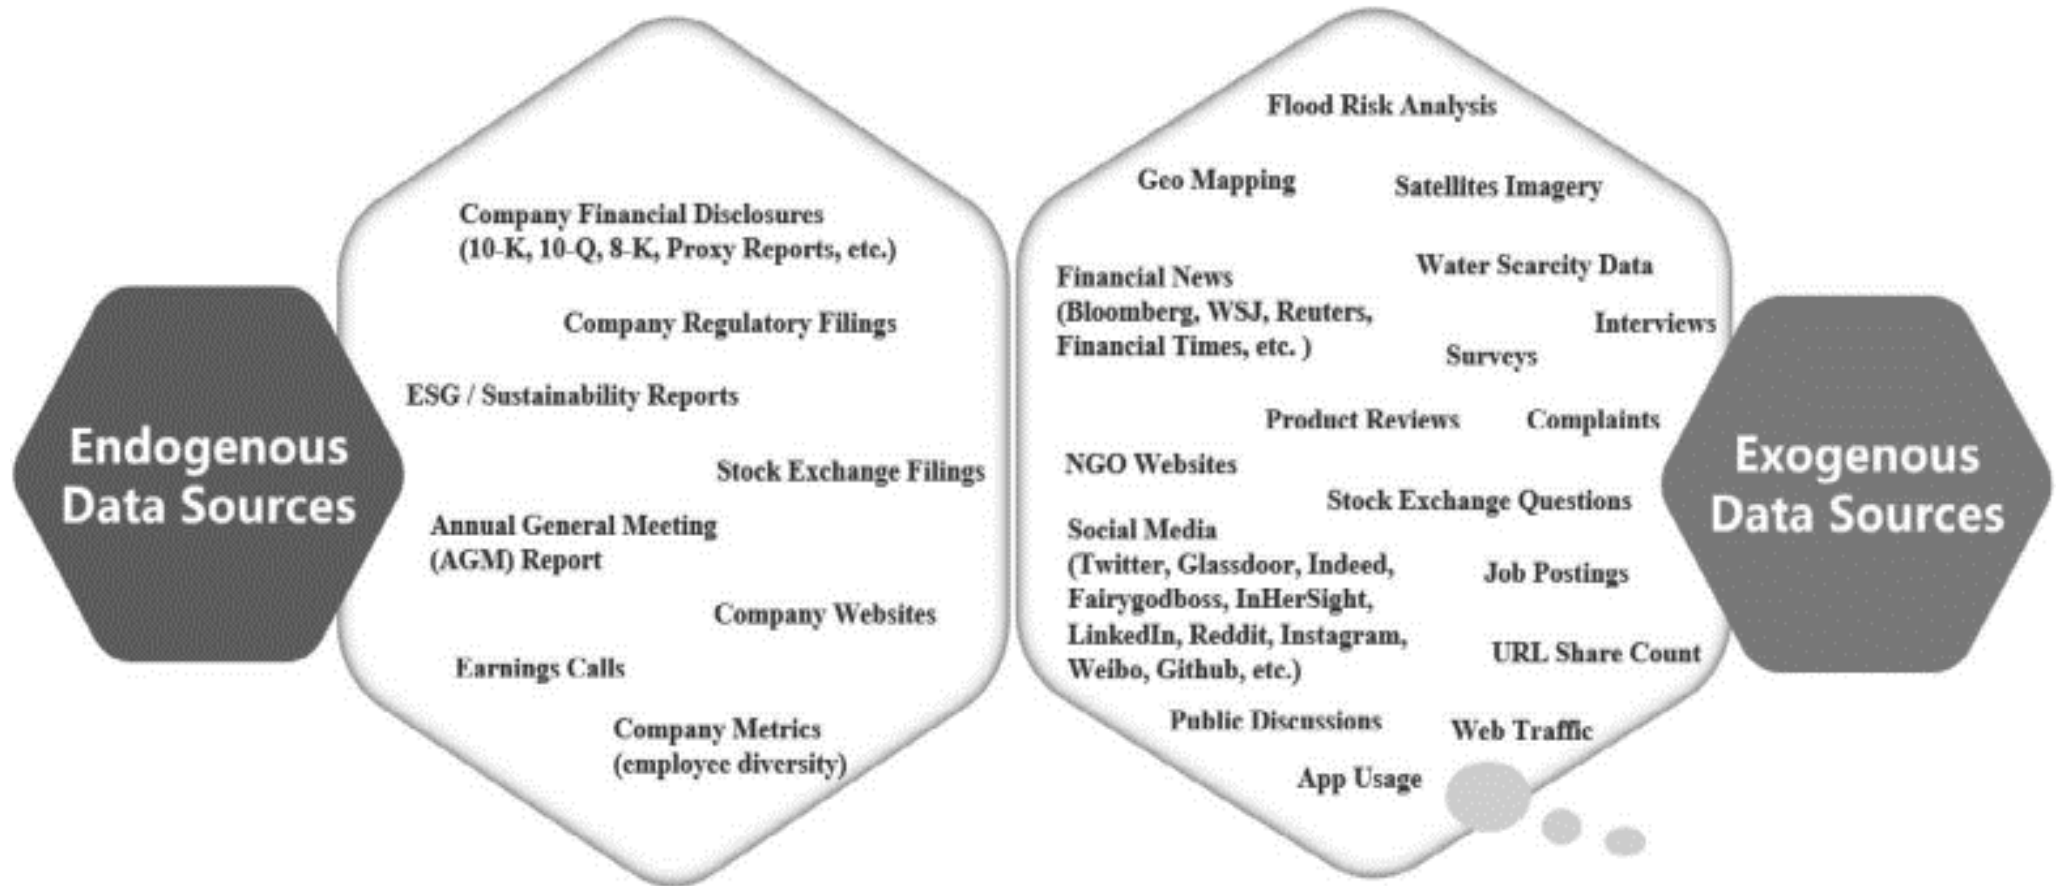 Endogenous
Data Sources
Company Financial Disclosures
(10-K, 10-Q, 8-K, Proxy Reports, etc.)
Company Regulatory Filings
ESG / Sustainability Reports
Stock Exchange Filings
Annual General Meeting
(AGM) Report
Company Websites
Earnings Calls
Company Metrics
(employee diversity)
Flood Risk Analysis
Geo Mapping
Satellites Imagery
Water Scarcity Data
Financial News
(Bloomberg, WSJ, Reuters,
Financial Times, etc. )
Interviews
Surveys
Product Reviews
Complaints
NGO Websites
Stock Exchange Questions
Social Media
(Twitter, Glassdoor, Indeed,
Fairygodboss, InHerSight,
LinkedIn, Reddit, Instagram,
Weibo, Github, etc.)
Job Postings
URL Share Count
Public Discussions
Web Traffic
App Usage
Exogenous
Data Sources